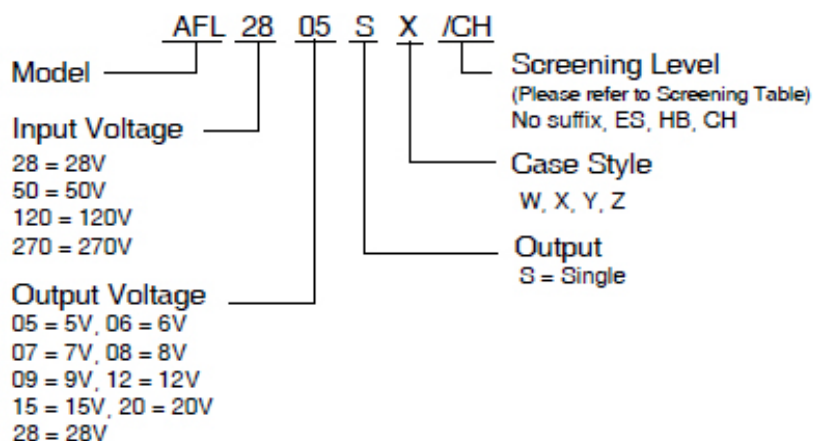 AFL 28 05 S X /CH
Model
Input Voltage
28 = 28V
50 = 50V
120 = 120V
270 = 270V
Output Voltage
05 = 5V, 06 = 6V
07 = 7V, 08 = 8V
09 = 9V, 12 = 12V
15 = 15V, 20 = 20V
28 = 28V
Screening Level
(Please refer to Screening Table)
No suffix, ES, HB, CH
Case Style
W, X, Y, Z
Output
S = Single